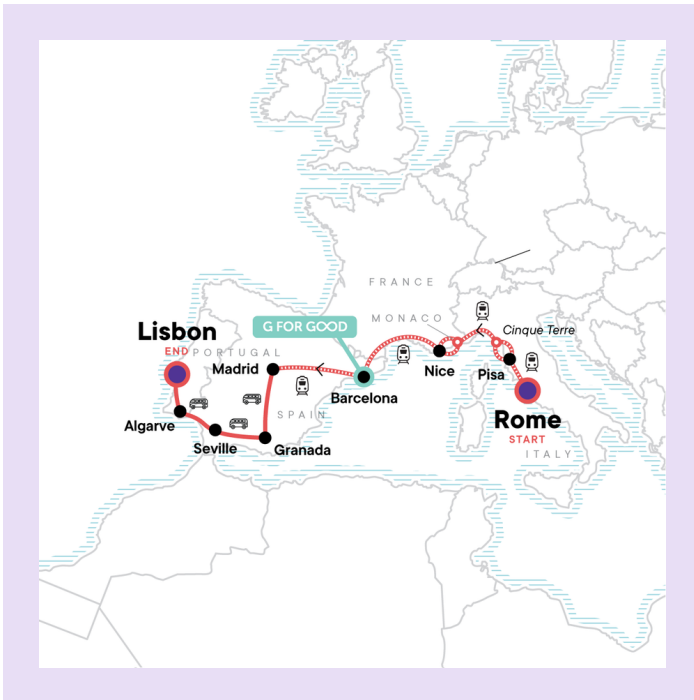 FRANCE
MONACO
G FOR GOOD
Cinque Terre
Lisbon
END
PORTUGAL
Madrid
Nice
Pisa
Barcelona
Rome
START
SPAIN
Algarve
Seville
Granada
ITALY